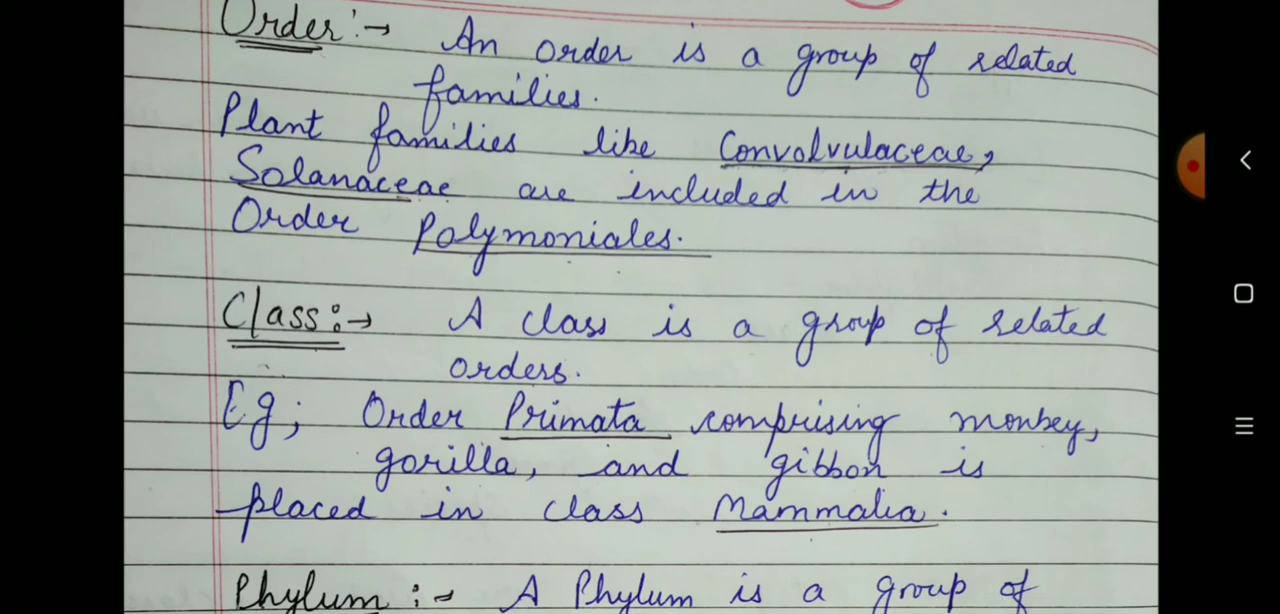 Order :→ An order is a group of related
families.
Plant families like Convolvulaceae,
Solanaceae are included in the
Order Polymoniales.
Class :→ A class is a group of related
orders.
Eg; Order Primata comprising monkey,
gorilla, and gibbon is
placed in class Mammalia.
Phylum :→ A Phylum is a group of